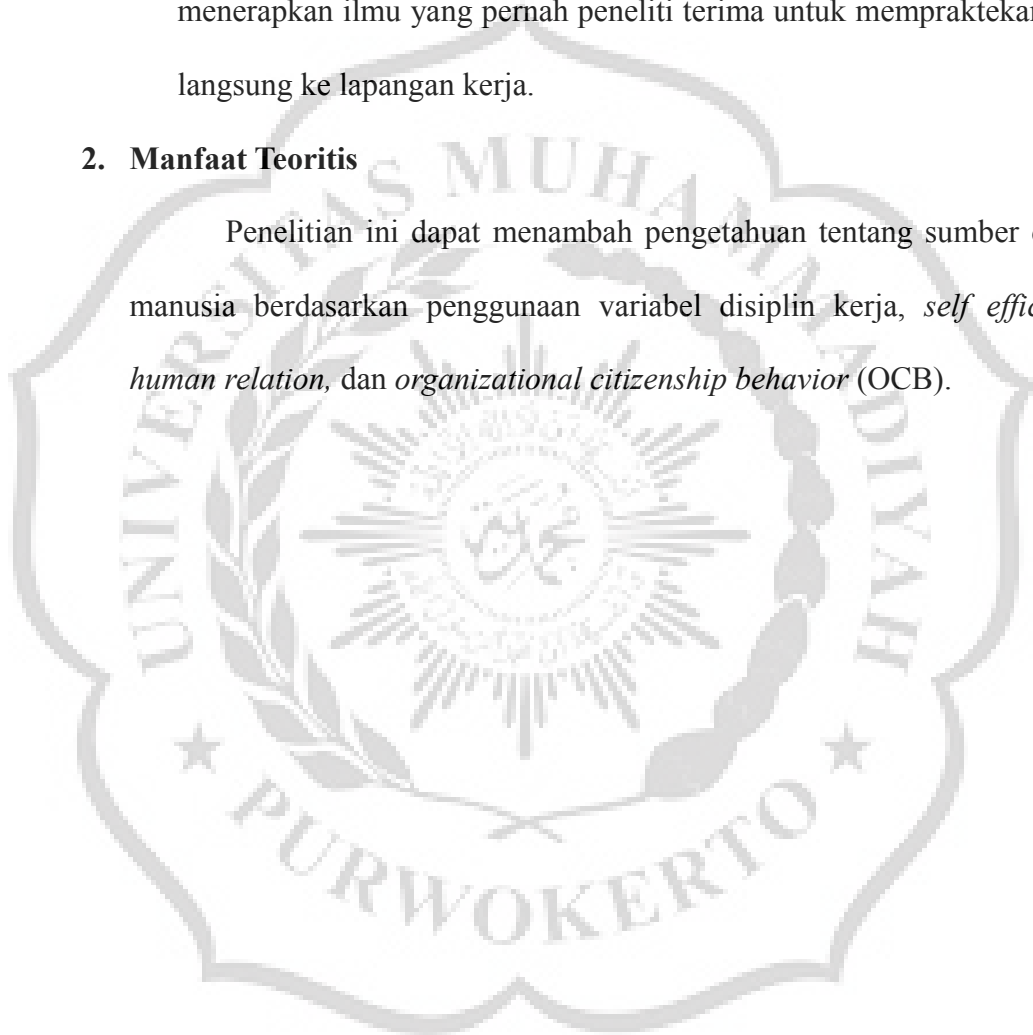 menerapkan ilmu yang pernah peneliti terima untuk mempraktekan
langsung ke lapangan kerja.
2. Manfaat Teoritis
Penelitian ini dapat menambah pengetahuan tentang sumber
manusia berdasarkan penggunaan variabel disiplin kerja, self
human relation, dan organizational citizenship behavior (OCB).
UNIVERSITAS MUHAMMADIYAH
PURWOKERTO